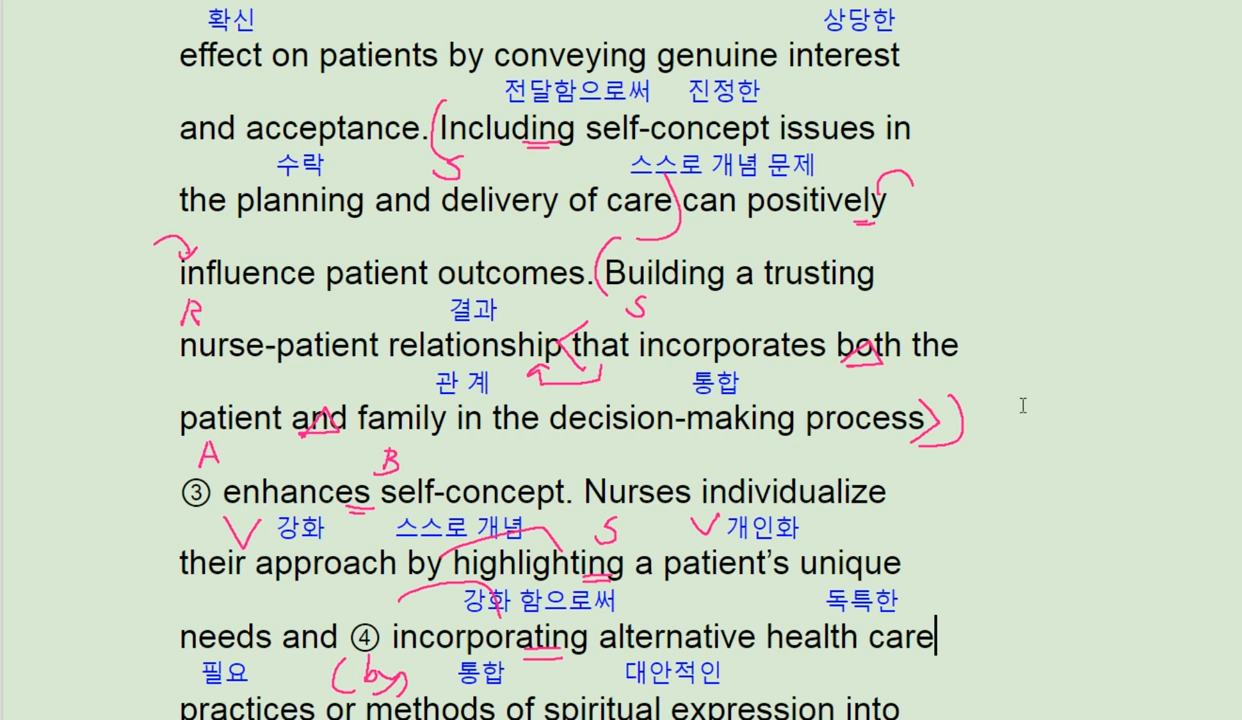 확신 상당한
effect on patients by conveying genuine interest
전달함으로써 진정한
and acceptance. Including self-concept issues in
수락 S 스스로 개념 문제
the planning and delivery of care can positively
influence patient outcomes. Building a trusting
R 결과 S
nurse-patient relationship that incorporates both the
관 계 통합
patient and family in the decision-making process
A B
③ enhances self-concept. Nurses individualize
V 강화 스스로 개념 S V 개인화
their approach by highlighting a patient’s unique
강화 함으로써 독특한
needs and ④ incorporating alternative health care
필요 (by) 통합 대안적인
practices or methods of spiritual expression into